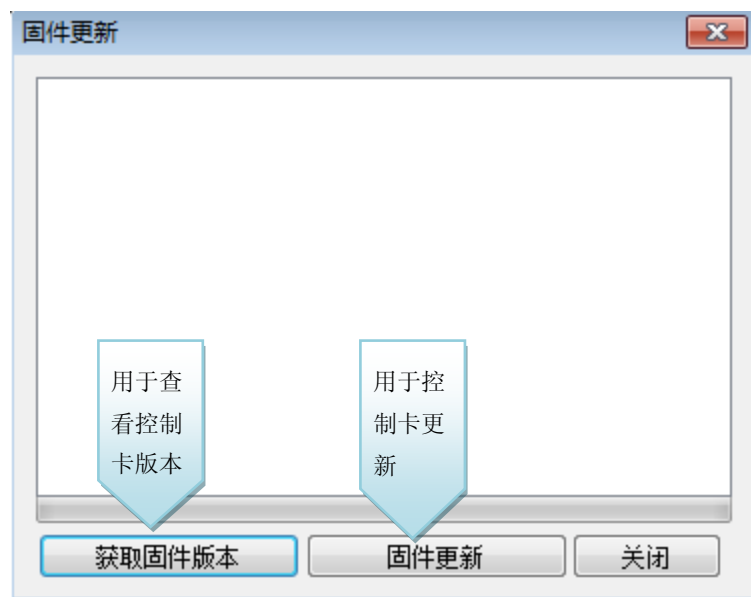 固件更新
用于查
看控制
卡版本
用于控
制卡更
新
获取固件版本
固件更新
关闭